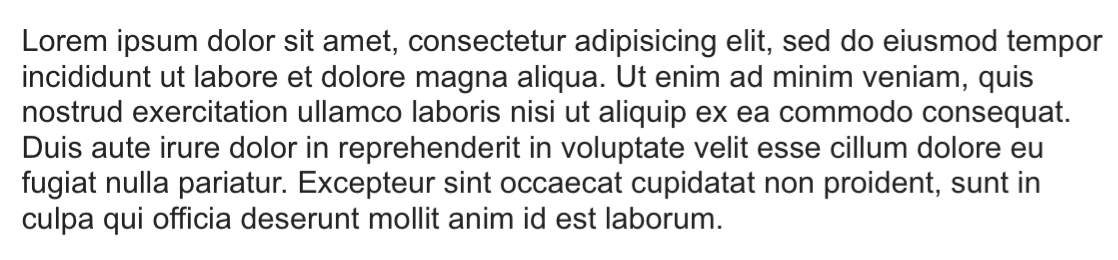 Lorem ipsum dolor sit amet, consectetur adipisicing elit, sed do eiusmod tempor
incididunt ut labore et dolore magna aliqua. Ut enim ad minim veniam, quis
nostrud exercitation ullamco laboris nisi ut aliquip ex ea commodo consequat.
Duis aute irure dolor in reprehenderit in voluptate velit esse cillum dolore eu
fugiat nulla pariatur. Excepteur sint occaecat cupidatat non proident, sunt in
culpa qui officia deserunt mollit anim id est laborum.